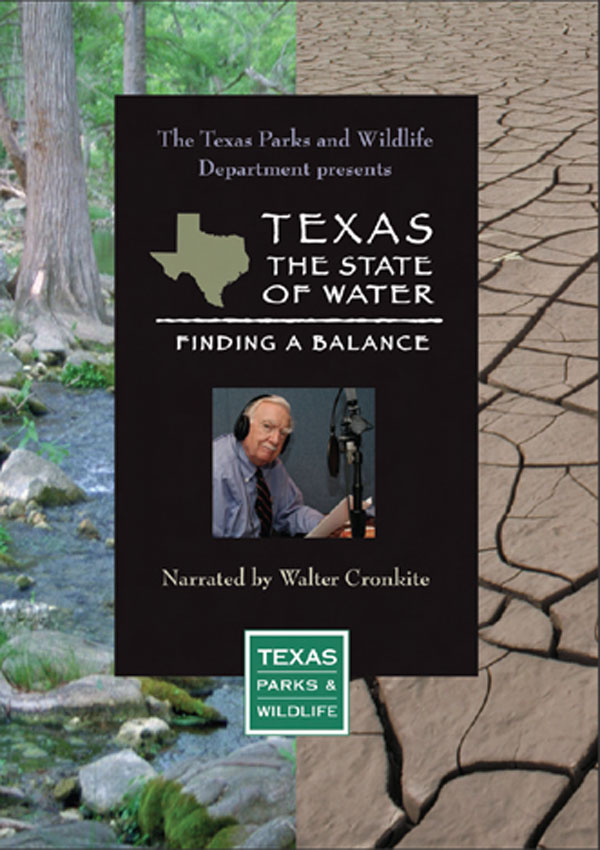 The Texas Parks and Wildlife
Department presents
TEXAS
THE STATE
OF WATER
FINDING A BALANCE
Narrated by Walter Cronkite
TEXAS
PARKS &
WILDLIFE